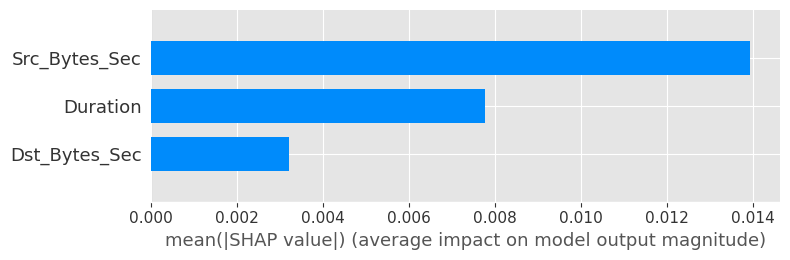 Src_Bytes_Sec
Duration
Dst_Bytes_Sec
0.000 0.002 0.004 0.006 0.008 0.010 0.012 0.014
mean(|SHAP value|) (average impact on model output magnitude)